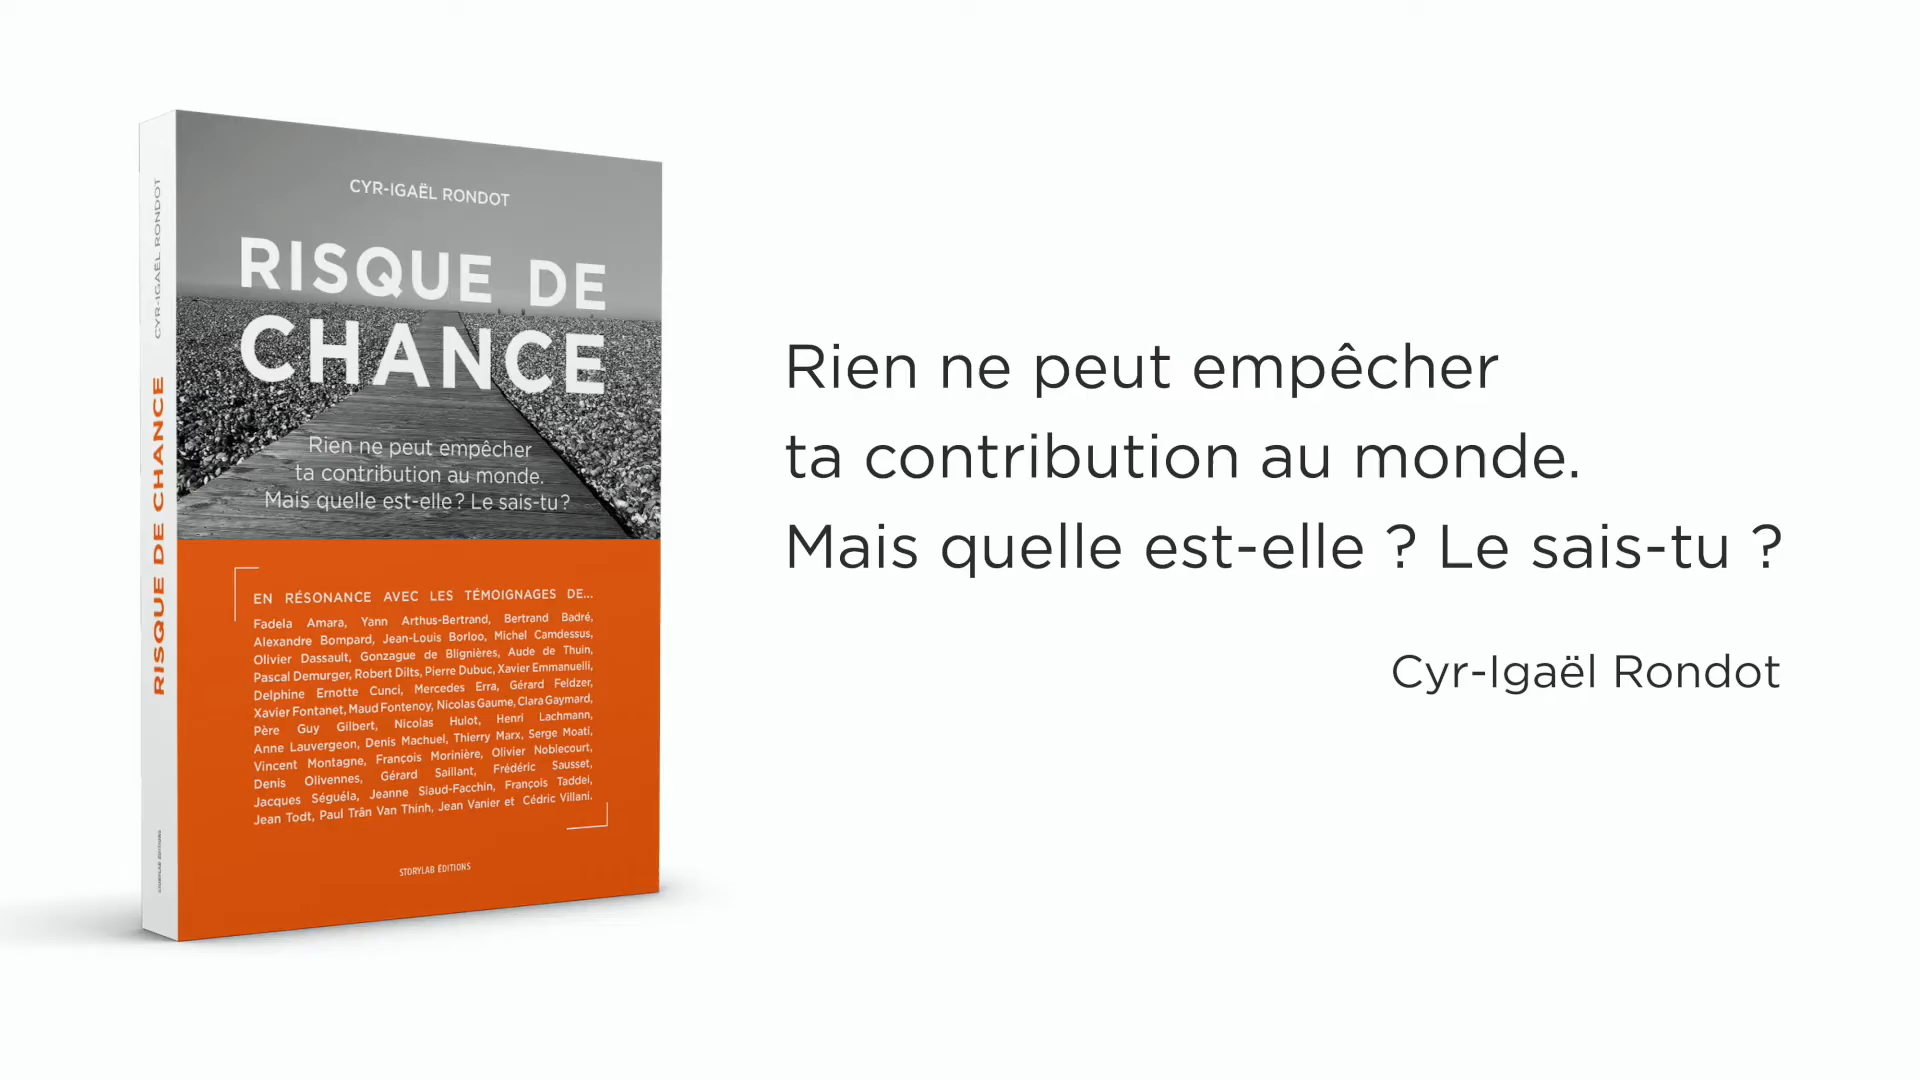 CYR-IGAËL RONDOT
RISQUE DE CHANCE
STORYLAB ÉDITIONS
CYR-IGAËL RONDOT
RISQUE DE
CHANCE
Rien ne peut empêcher
ta contribution au monde.
Mais quelle est-elle ? Le sais-tu ?
EN RÉSONANCE AVEC LES TÉMOIGNAGES DE...
Fadela Amara, Yann Arthus-Bertrand, Bertrand Badré,
Alexandre Bompard, Jean-Louis Borloo, Michel Camdessus,
Olivier Dassault, Gonzague de Blignières, Aude de Thuin,
Pascal Demurger, Robert Dilts, Pierre Dubuc, Xavier Emmanuelli,
Delphine Ernotte Cunci, Mercedes Erra, Gérard Feldzer,
Xavier Fontanet, Maud Fontenoy, Nicolas Gaume, Clara Gaymard,
Père Guy Gilbert, Nicolas Hulot, Henri Lachmann,
Anne Lauvergeon, Denis Machuel, Thierry Marx, Serge Moati,
Vincent Montagne, François Morinière, Olivier Noblecourt,
Denis Olivennes, Gérard Saillant, Frédéric Sausset,
Jacques Séguéla, Jeanne Siaud-Facchin, François Taddei,
Jean Todt, Paul Trân Van Thinh, Jean Vanier et Cédric Villani.
STORYLAB ÉDITIONS
Rien ne peut empêcher
ta contribution au monde.
Mais quelle est-elle ? Le sais-tu ?
Cyr-Igaël Rondot